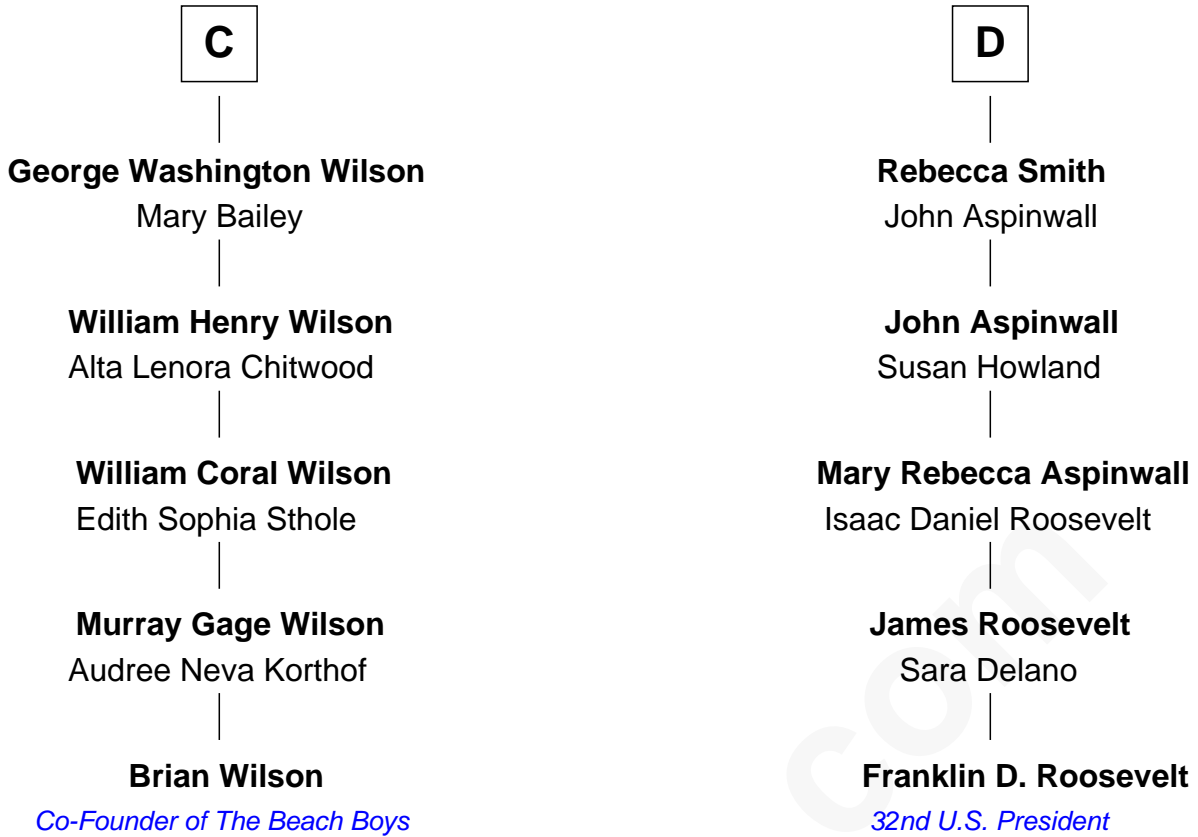 C
George Washington Wilson
Mary Bailey
William Henry Wilson
Alta Lenora Chitwood
William Coral Wilson
Edith Sophia Sthole
Murray Gage Wilson
Audree Neva Korthof
Brian Wilson
Co-Founder of The Beach Boys
D
Rebecca Smith
John Aspinwall
John Aspinwall
Susan Howland
Mary Rebecca Aspinwall
Isaac Daniel Roosevelt
James Roosevelt
Sara Delano
Franklin D. Roosevelt
32nd U.S. President
com